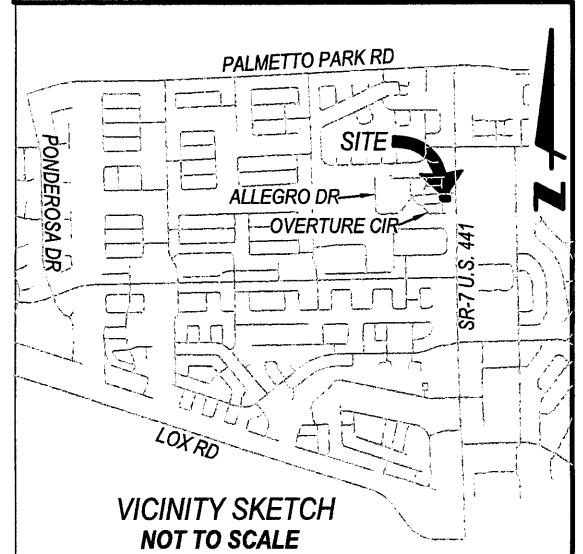 PALMETTO PARK RD
SITE
PONDEROSA DR
ALLEGRO DR
OVERTURE CIR
SR-7 U.S. 441
LOX RD
VICINITY SKETCH
NOT TO SCALE
N